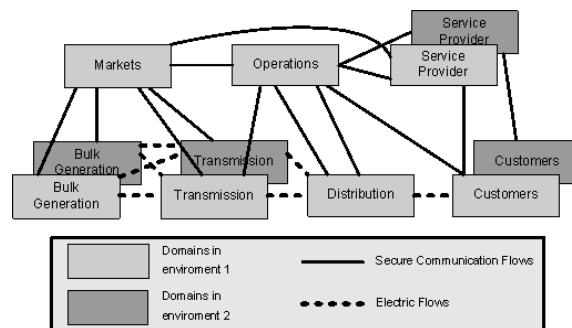 Service
Provider
Service
Provider
Markets
Operations
Bulk
Generation
Transmission
Customers
Bulk
Generation
Transmission
Distribution
Customers
Domains in
enviroment 1
Secure Communication Flows
Domains in
enviroment 2
Electric Flows